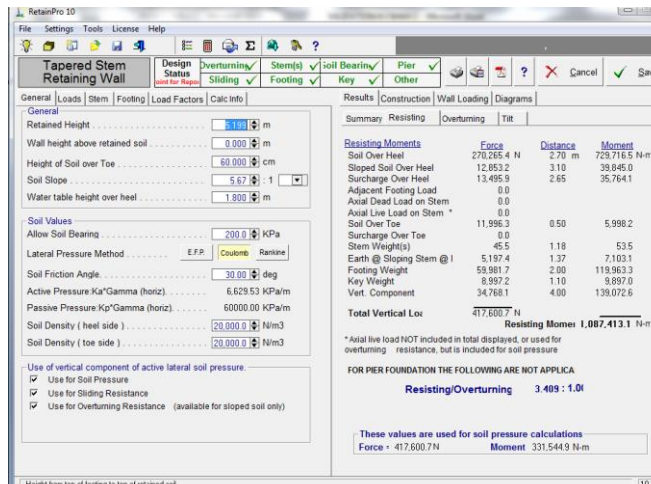 RetainPro 10
File Settings Tools License Help
Σ ?
Tapered Stem
Retaining Wall
Design
Status
Overturning Stem(s) Soil Bearing Pier
Sliding Footing Key Other
? Cancel
General Loads Stem Footing Load Factors Calc Info
Results Construction Wall Loading Diagrams
Summary Resisting Overturning Tilt
General
Retained Height 5.199 m
Wall height above retained soil 0.000 m
Height of Soil over Toe 60.000 cm
Soil Slope 5.67 : 1
Water table height over heel 1.800 m
Soil Values
Allow Soil Bearing 200.0 KPa
Lateral Pressure Method E.F.P. Coulomb Rankine
Soil Friction Angle 30.00 deg
Active Pressure:Ka*Gamma (horiz) 6,629.53 KPa/m
Passive Pressure:Kp*Gamma (horiz) 60000.00 KPa/m
Soil Density ( heel side ) 20,000.0 N/m3
Soil Density ( toe side ) 20,000.0 N/m3
Use of vertical component of active lateral soil pressure.
Use for Soil Pressure
Use for Sliding Resistance
Use for Overturning Resistance (available for sloped soil only)
Resisting Moments Force Distance Moment
Soil Over Heel 270,265.4 N 2.70 m 729,716.5 N-m
Sloped Soil Over Heel 12,853.2 3.10 39,845.0
Surcharge Over Heel 13,495.9 2.65 35,764.1
Adjacent Footing Load 0.0
Axial Dead Load on Stem 0.0
Axial Live Load on Stem * 0.0
Soil Over Toe 11,996.3 0.50 5,998.2
Surcharge Over Toe 0.0
Stem Weight(s) 45.5 1.18 53.5
Earth @ Sloping Stem @ 5,197.4 1.37 7,103.1
Footing Weight 59,981.7 2.00 119,963.3
Key Weight 8,997.2 1.10 9,897.0
Vert. Component 34,768.1 4.00 139,072.6
Total Vertical Loa 417,600.7 N
Resisting Momen 1,087,413.1 N-m
*Axial live load NOT included in total displayed, or used for
overturning resistance, but is included for soil pressure
FOR PIER FOUNDATION THE FOLLOWING ARE NOT APPLICA
Resisting/Overturning 3.409 : 1.0
These values are used for soil pressure calculations
Force = 417,600.7 N Moment 331,544.9 N-m
Height from top of footing to top of retained soil